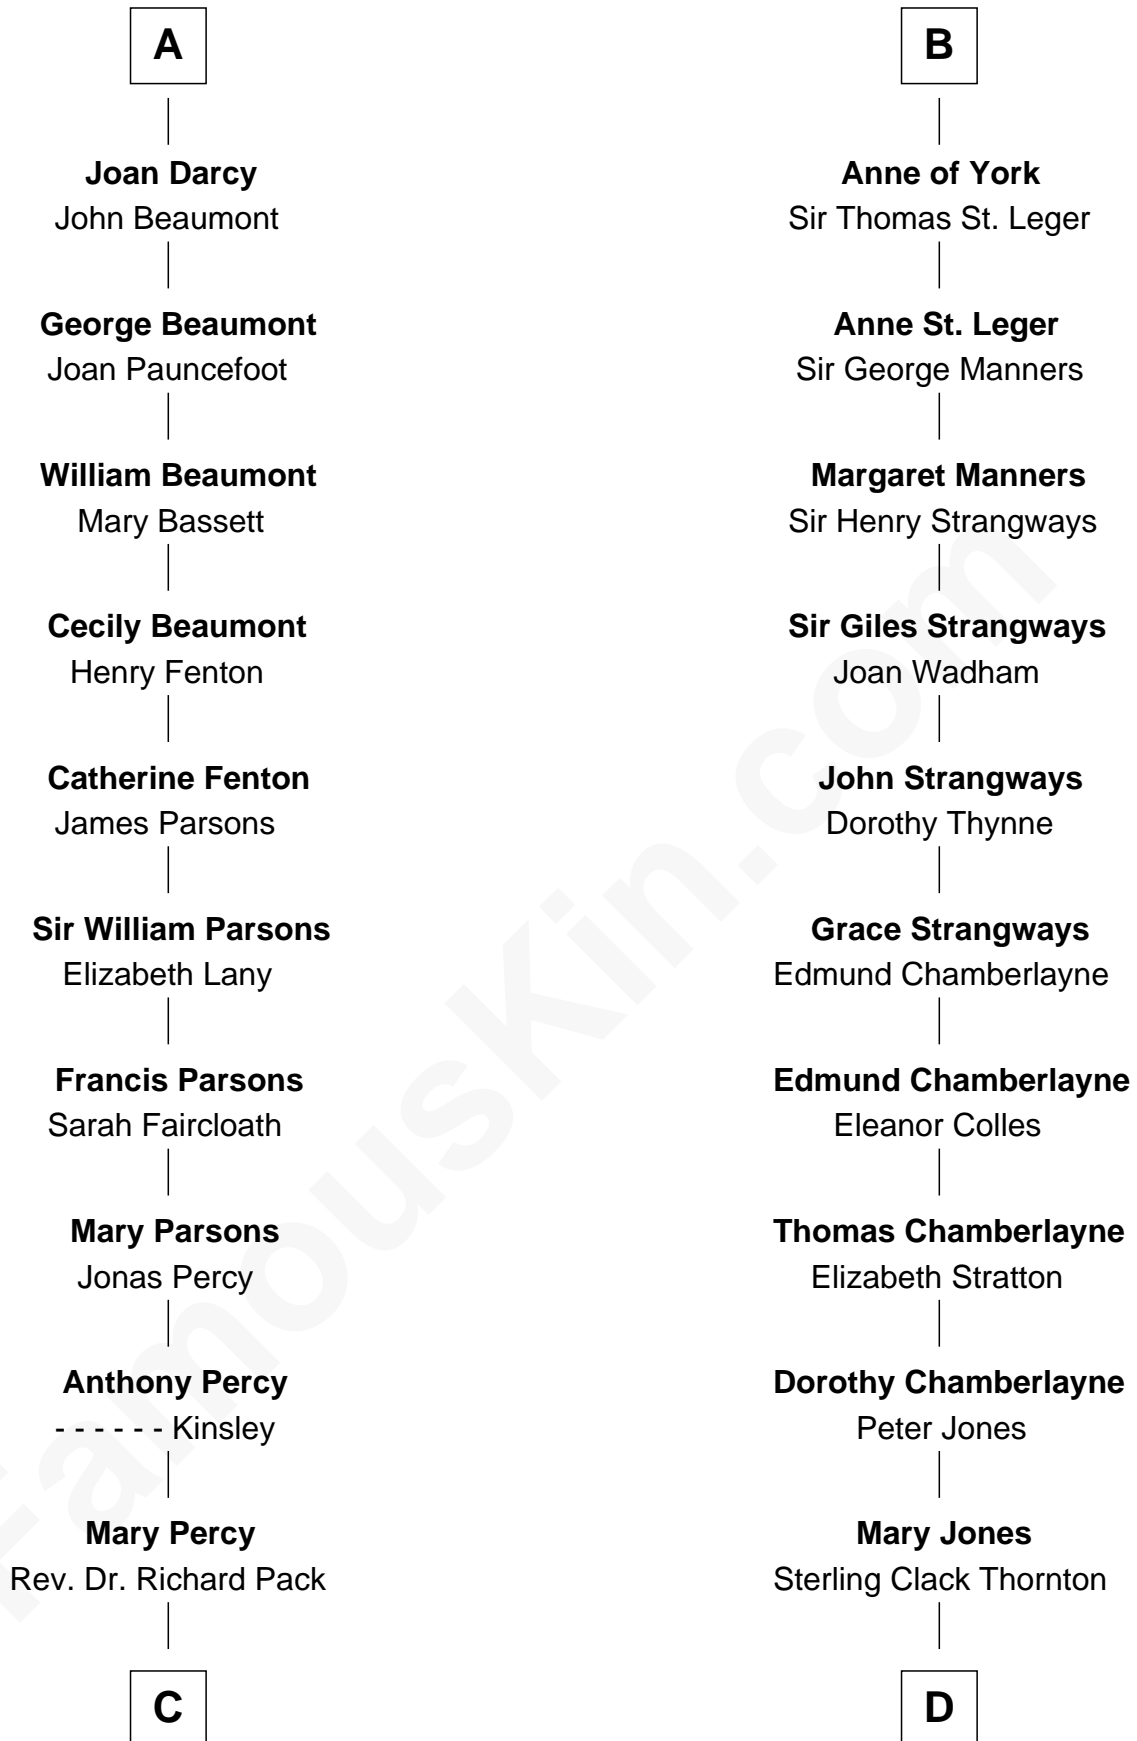 A
Joan Darcy
John Beaumont
George Beaumont
Joan Pauncefoot
William Beaumont
Mary Bassett
Cecily Beaumont
Henry Fenton
Catherine Fenton
James Parsons
Sir William Parsons
Elizabeth Lany
Francis Parsons
Sarah Faircloath
Mary Parsons
Jonas Percy
Anthony Percy
- - - - - - Kinsley
Mary Percy
Rev. Dr. Richard Pack
C
B
Anne of York
Sir Thomas St. Leger
Anne St. Leger
Sir George Manners
Margaret Manners
Sir Henry Strangways
Sir Giles Strangways
Joan Wadham
John Strangways
Dorothy Thynne
Grace Strangways
Edmund Chamberlayne
Edmund Chamberlayne
Eleanor Colles
Thomas Chamberlayne
Elizabeth Stratton
Dorothy Chamberlayne
Peter Jones
Mary Jones
Sterling Clack Thornton
D
FamousKin.com